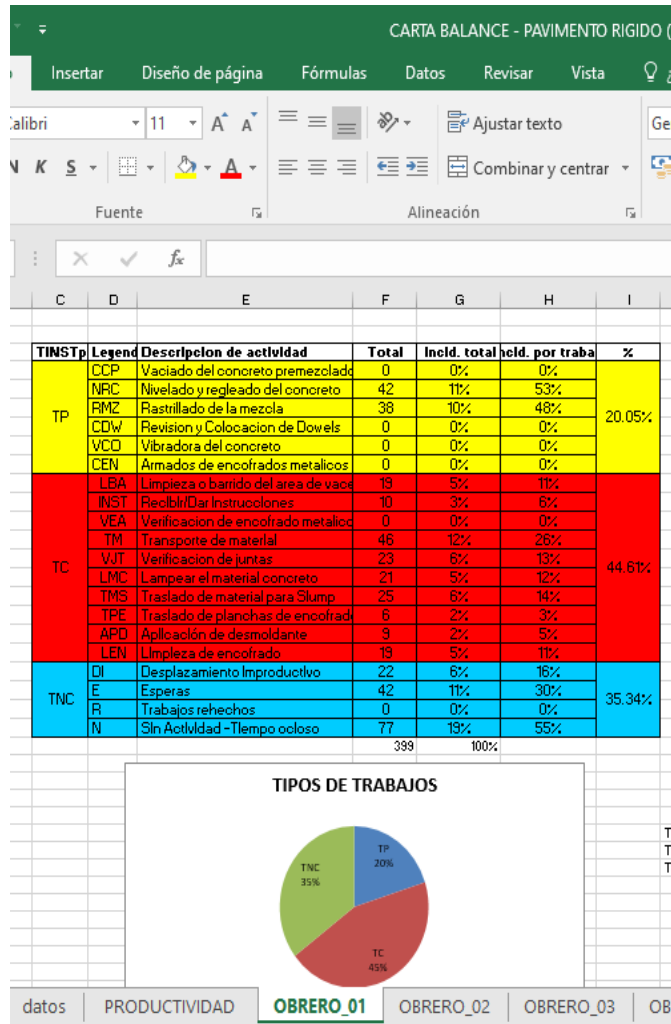 CARTA BALANCE - PAVIMENTO RIGIDO (
Insertar Diseño de página Fórmulas Datos Revisar Vista
Calibri 11 A A Ajustar texto Ge
N K S A Combinar y centrar
Fuente Alineación
fx
C D E F G H I
TINSTp Legend Descripcion de actividad Total Incid. total ncid. por traba %
TP 20.05%
CCP Vaciado del concreto premezclado 0 0% 0%
NRC Nivelado y regleado del concreto 42 11% 53%
RMZ Rastrillado de la mezcla 38 10% 48%
CDW Revision y Colocacion de Dowels 0 0% 0%
VCO Vibradora del concreto 0 0% 0%
CEN Armados de encofrados metalicos 0 0% 0%
TC 44.61%
LBA Limpieza o barrido del area de vace 19 5% 11%
INST Recibir/Dar Instrucciones 10 3% 6%
VEA Verificacion de encofrado metalico 0 0% 0%
TM Transporte de material 46 12% 26%
VJT Verificacion de juntas 23 6% 13%
LMC Lampear el material concreto 21 5% 12%
TMS Traslado de material para Slump 25 6% 14%
TPE Traslado de planchas de encofrado 6 2% 3%
APD Aplicación de desmoldante 9 2% 5%
LEN Limpieza de encofrado 19 5% 11%
TNC 35.34%
DI Desplazamiento Improductivo 22 6% 16%
E Esperas 42 11% 30%
R Trabajos rehechos 0 0% 0%
N Sin Actividad -Tiempo ocioso 77 19% 55%
399 100%
TIPOS DE TRABAJOS
TP
20%
TNC
35%
TC
45%
T
T
T
datos PRODUCTIVIDAD OBRERO_01 OBRERO_02 OBRERO_03 OB